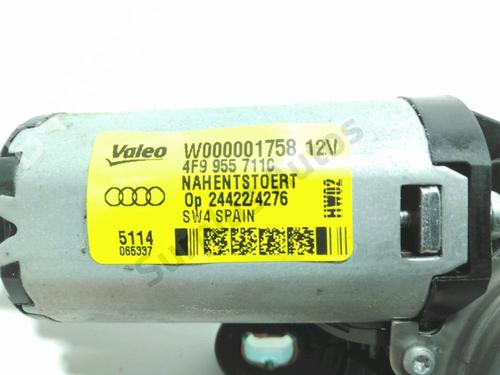 Valeo W000001758 12V
4F9 955 711C
NAHENTSTOERT
Op 24422/4276
SW4 SPAIN
HW02
5114
065337